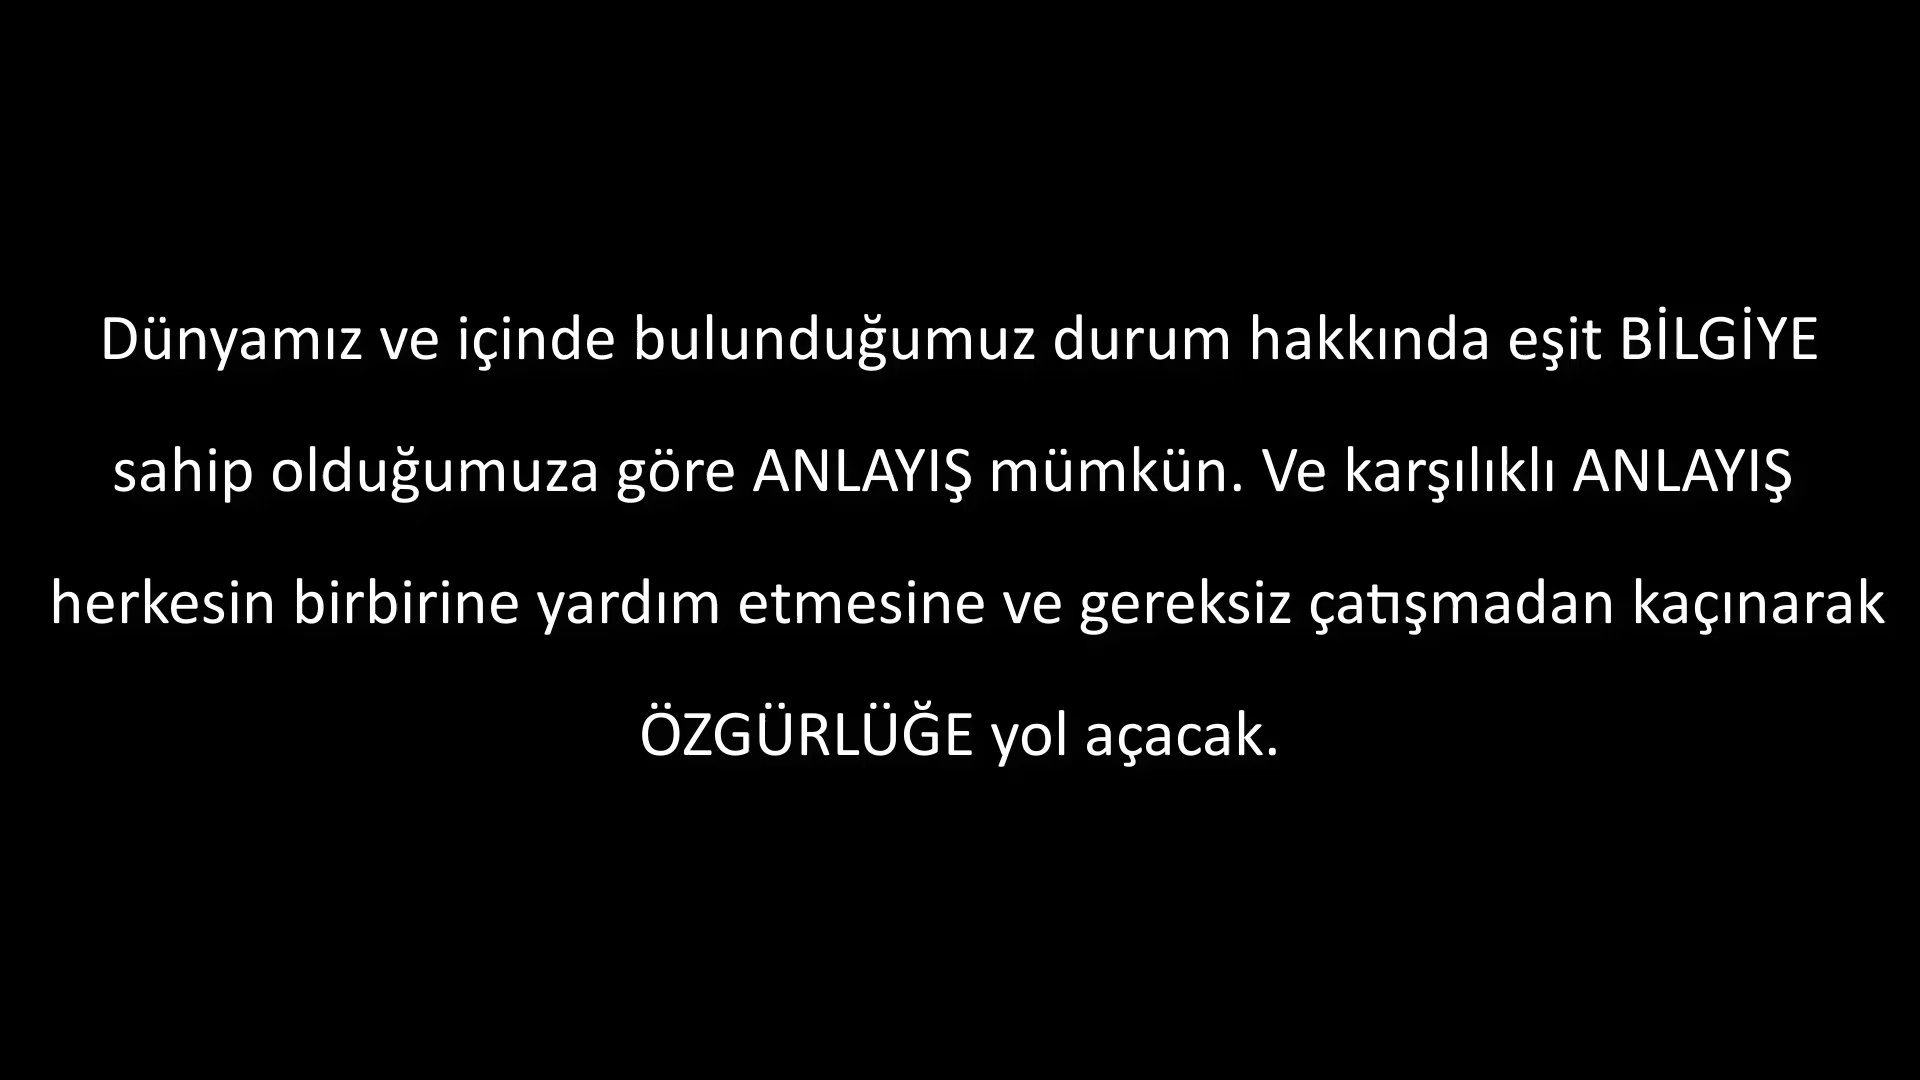 Dünyamız ve içinde bulunduğumuz durum hakkında eşit BİLGİYE
sahip olduğumuza göre ANLAYIŞ mümkün. Ve karşılıklı ANLAYIŞ
herkesin birbirine yardım etmesine ve gereksiz çatışmadan kaçınarak
ÖZGÜRLÜĞE yol açacak.